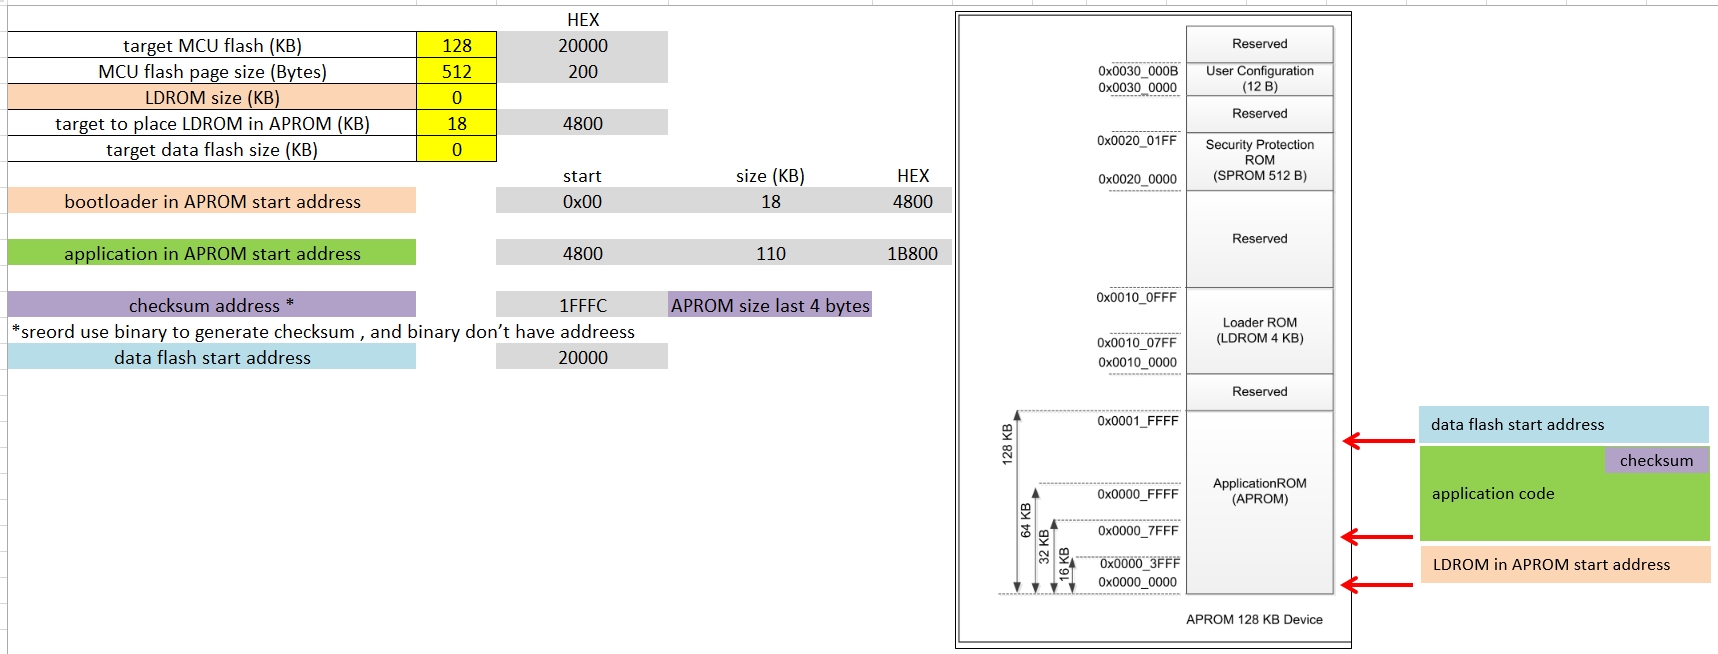 HEX
target MCU flash (KB) 128 20000
MCU flash page size (Bytes) 512 200
LDROM size (KB) 0
target to place LDROM in APROM (KB) 18 4800
target data flash size (KB) 0
start size (KB) HEX
bootloader in APROM start address 0x00 18 4800
application in APROM start address 4800 110 1B800
checksum address * 1FFFC APROM size last 4 bytes
*sreord use binary to generate checksum , and binary don't have addreess
data flash start address 20000
Reserved
0x0030_000B
0x0030_0000
User Configuration
(12 B)
Reserved
0x0020_01FF
0x0020_0000
Security Protection
ROM
(SPROM 512 B)
Reserved
0x0010_0FFF
0x0010_07FF
0x0010_0000
Loader ROM
(LDROM 4 KB)
Reserved
0x0001_FFFF
0x0000_FFFF
0x0000_7FFF
0x0000_3FFF
0x0000_0000
128 KB
64 KB
32 KB
16 KB
ApplicationROM
(APROM)
APROM 128 KB Device
data flash start address
checksum
application code
LDROM in APROM start address